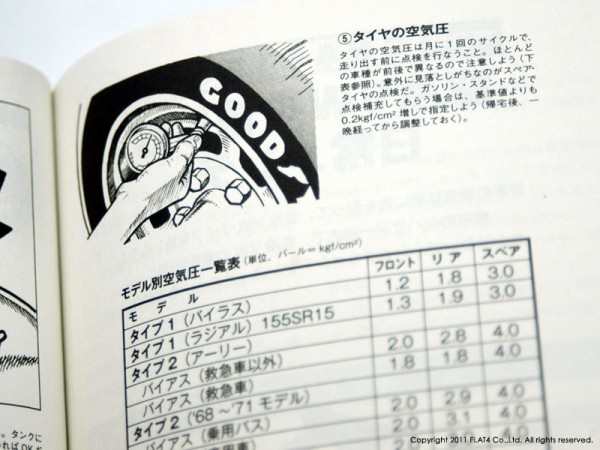 ⑤タイヤの空気圧
タイヤの空気圧は月に1回のサイクルで、
走り出す前に点検を行なうこと。ほとんど
の車種が前後で異なるので注意しよう(下
表参照)。意外に見落としがちなのがスペア・
タイヤの点検だ。ガソリン・スタンドなどで
点検補充してもらう場合は、基準値よりも
0.2kgf/cm² 増しで指定しよう(帰宅後、一
晩経ってから調整しておく)。
GOODS
モデル別空気圧一覧表(単位、バール=kgf/cm²)
モデル フロント リア スペア
タイプ1(バイラス) 1.2 1.8 3.0
タイプ1(ラジアル)155SR15 1.3 1.9 3.0
タイプ2(アーリー)
バイアス(救急車以外) 2.0 2.8 4.0
バイアス(救急車) 1.8 1.8 4.0
タイプ2('68〜'71モデル)
バイアス(乗用バス) 2.0 2.9 4.0
2.0 3.1 4.0
。タンクに
ればOKだ
Copyright 2011 FLAT4 Co.,Ltd. All rights reserved.